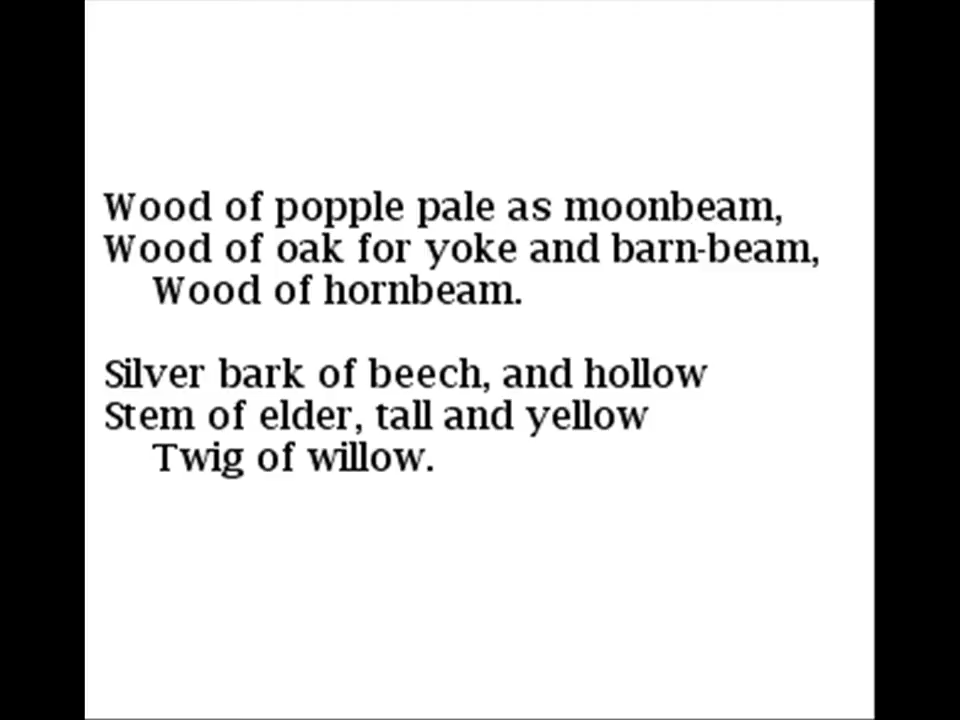 Wood of popple pale as moonbeam,
Wood of oak for yoke and barn-beam,
Wood of hornbeam.
Silver bark of beech, and hollow
Stem of elder, tall and yellow
Twig of willow.